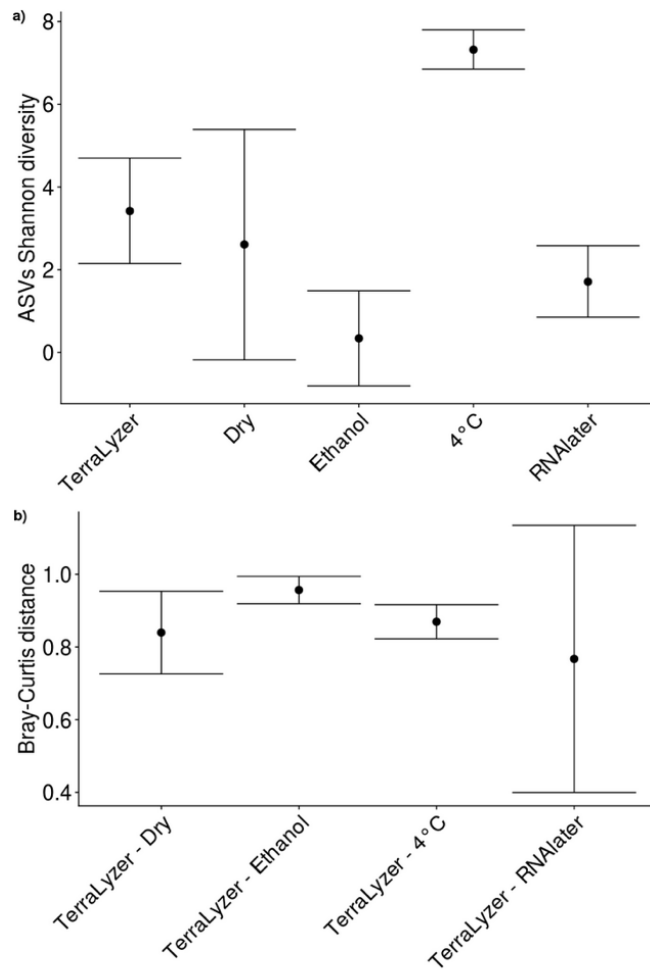 a)
ASVs Shannon diversity
8
6
4
2
0
TerraLyzer
Dry
Ethanol
4°C
RNAlater
b)
Bray-Curtis distance
1.0
0.8
0.6
0.4
TerraLyzer - Dry
TerraLyzer - Ethanol
TerraLyzer - 4°C
TerraLyzer - RNAlater